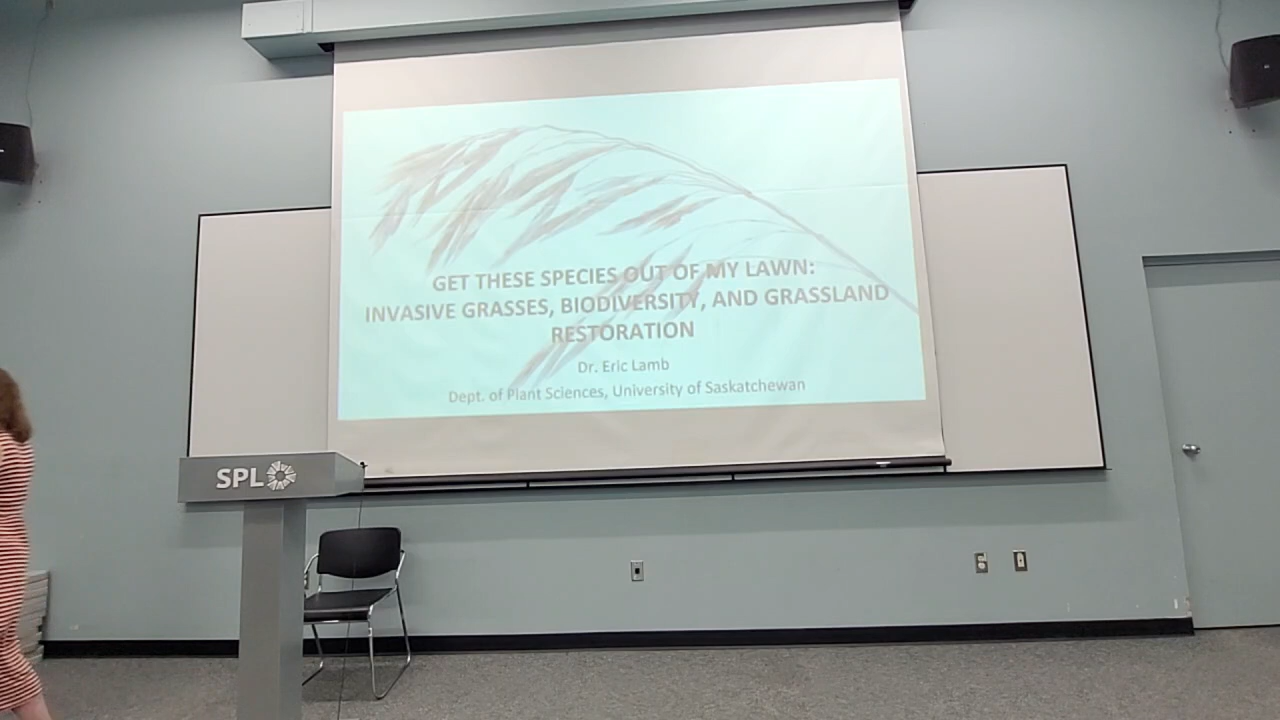 GET THESE SPECIES OUT OF MY LAWN:
INVASIVE GRASSES, BIODIVERSITY, AND GRASSLAND
RESTORATION
Dr. Eric Lamb
Dept. of Plant Sciences, University of Saskatchewan
SPL